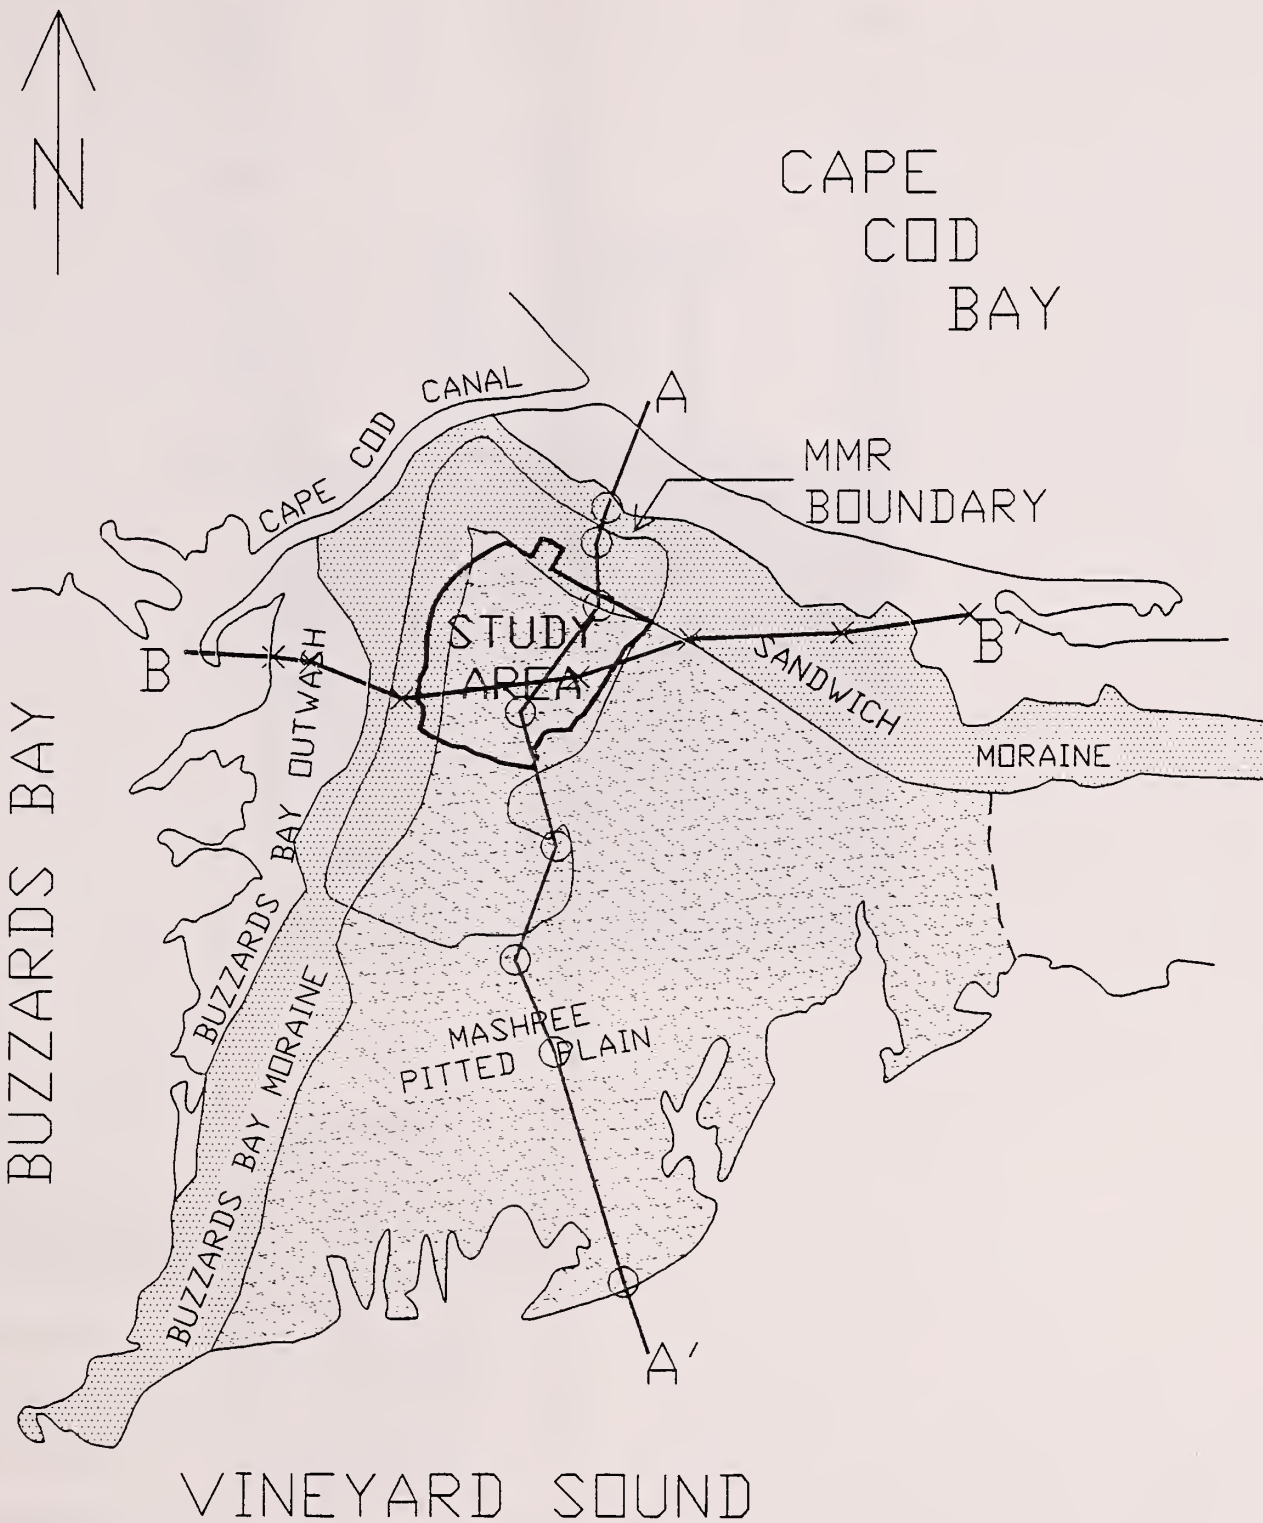 N
CAPE
COD
BAY
CAPE COD CANAL
A
MMR
BOUNDARY
STUDY
AREA
B
B'
SANDWICH
MORAINE
BUZZARDS BAY
BUZZARDS BAY OUTWASH
BUZZARDS BAY MORAINE
MASHPEE
PITTED PLAIN
A'
VINEYARD SOUND